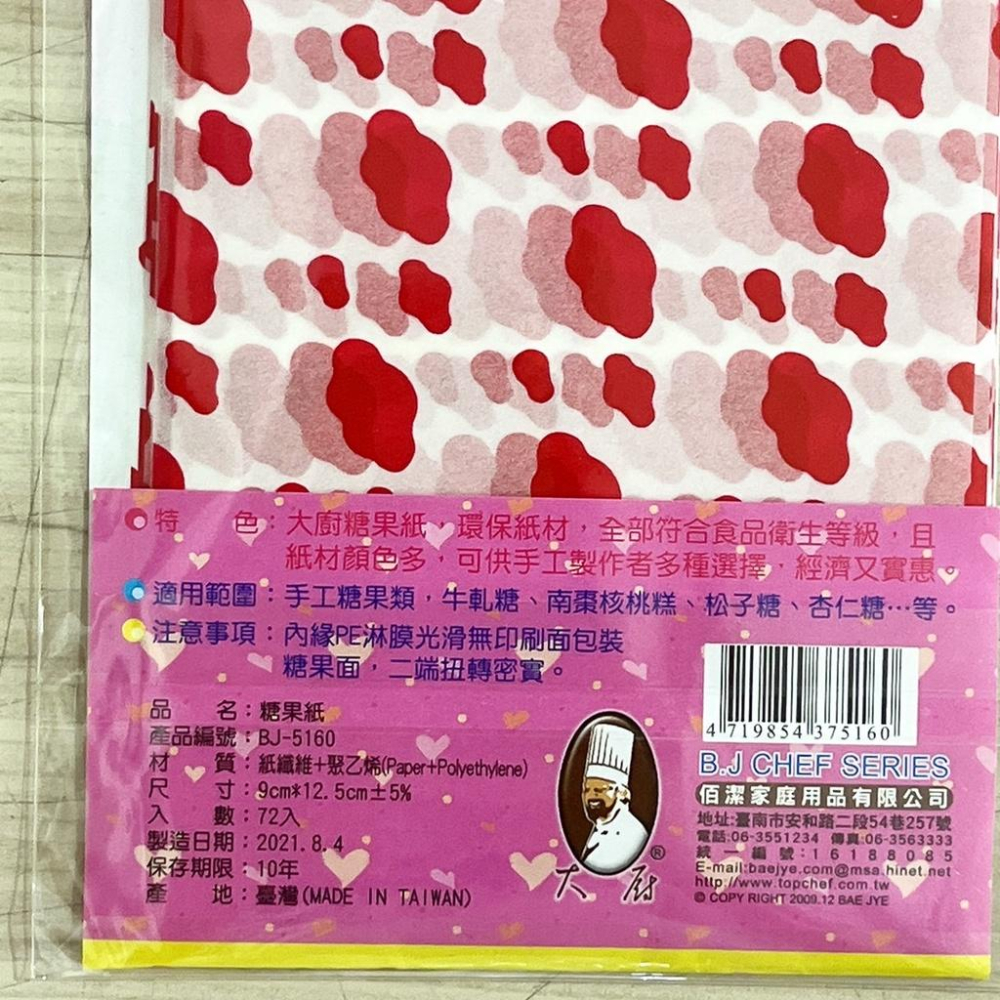 特 色：大廚糖果紙，環保紙材，全部符合食品衛生等級，且
紙材顏色多，可供手工製作者多種選擇，經濟又實惠。
適用範圍：手工糖果類，牛軋糖、南棗核桃糕、松子糖、杏仁糖…等。
注意事項：內緣PE淋膜光滑無印刷面包裝
糖果面，二端扭轉密實。
品 名：糖果紙
產品編號：BJ-5160
材 質：紙纖維＋聚乙烯(Paper+Polyethylene)
尺 寸：9cm*12.5cm±5%
入 數：72入
製造日期：2021.8.4
保存期限：10年
產 地：臺灣(MADE IN TAIWAN)
大廚®
4 719854 375160
B.J CHEF SERIES
佰潔家庭用品有限公司
地址:臺南市安和路二段54巷257號
電話:06-3551234 傳真:06-3563333
統一編號:16188085
E-mail:baejye.com@msa.hinet.net
http://www.topchef.com.tw
© COPY RIGHT 2009.12 BAE JYE